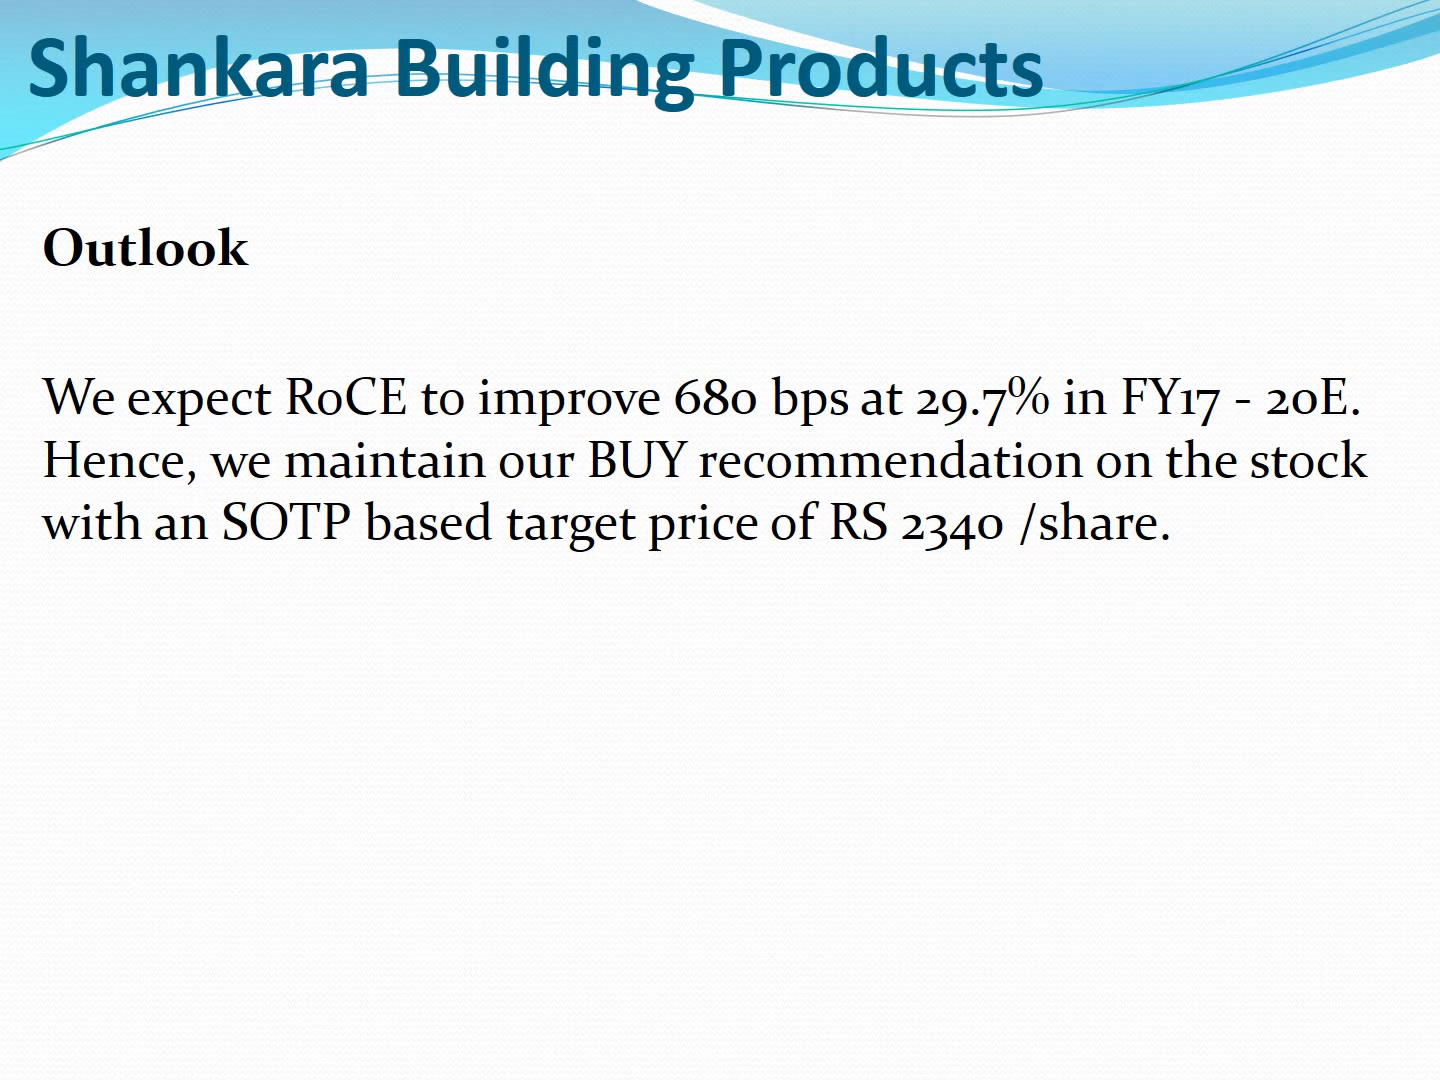 Shankara Building Products
Outlook
We expect RoCE to improve 680 bps at 29.7% in FY17 - 20E.
Hence, we maintain our BUY recommendation on the stock
with an SOTP based target price of RS 2340 /share.